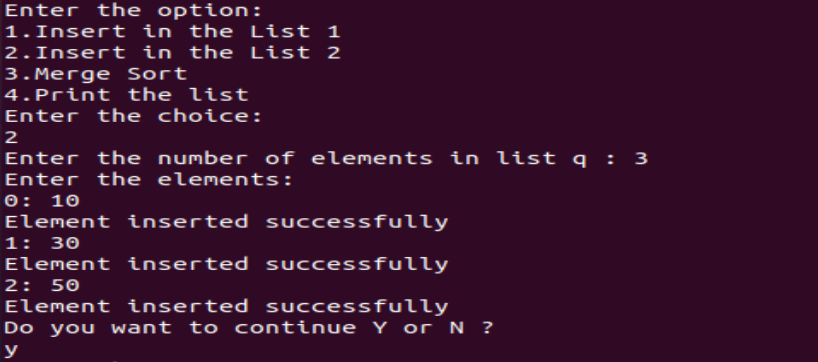 Enter the option:
1.Insert in the List 1
2.Insert in the List 2
3.Merge Sort
4.Print the list
Enter the choice:
2
Enter the number of elements in list q : 3
Enter the elements:
0: 10
Element inserted successfully
1: 30
Element inserted successfully
2: 50
Element inserted successfully
Do you want to continue Y or N ?
y